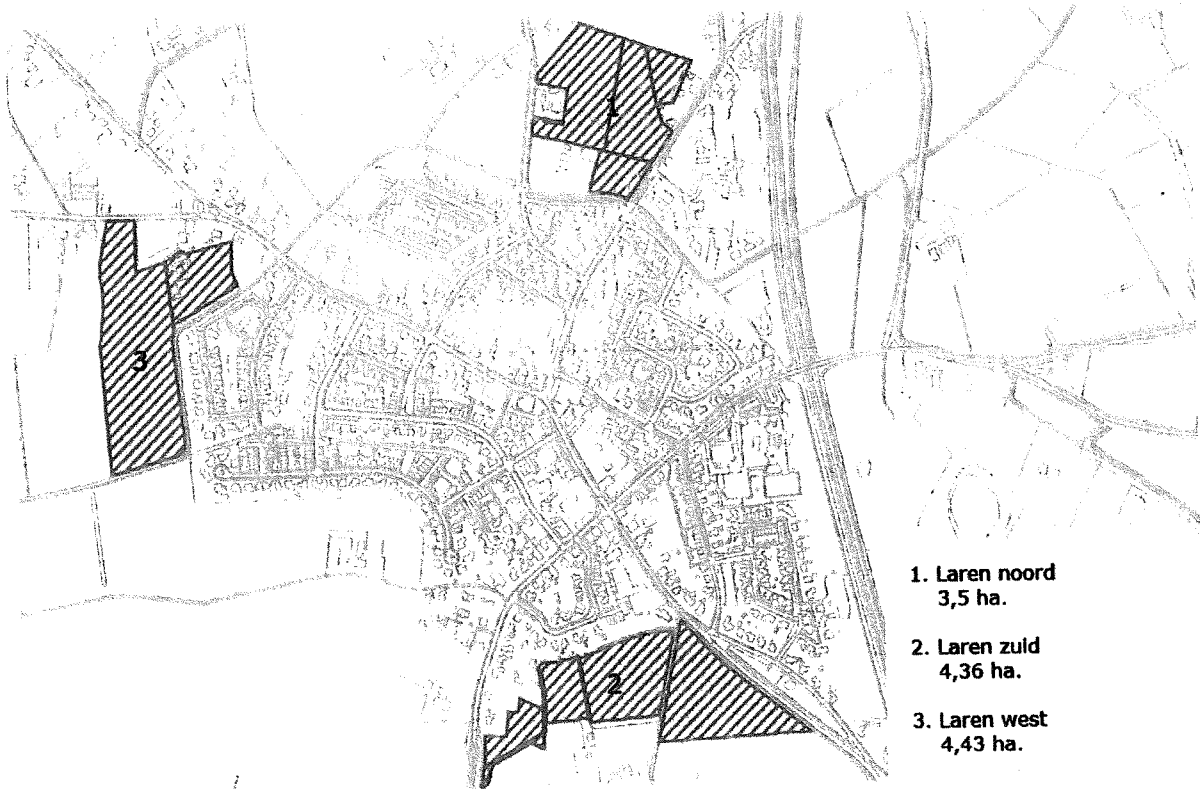 1
3
2
1. Laren noord
3,5 ha.
2. Laren zuid
4,36 ha.
3. Laren west
4,43 ha.